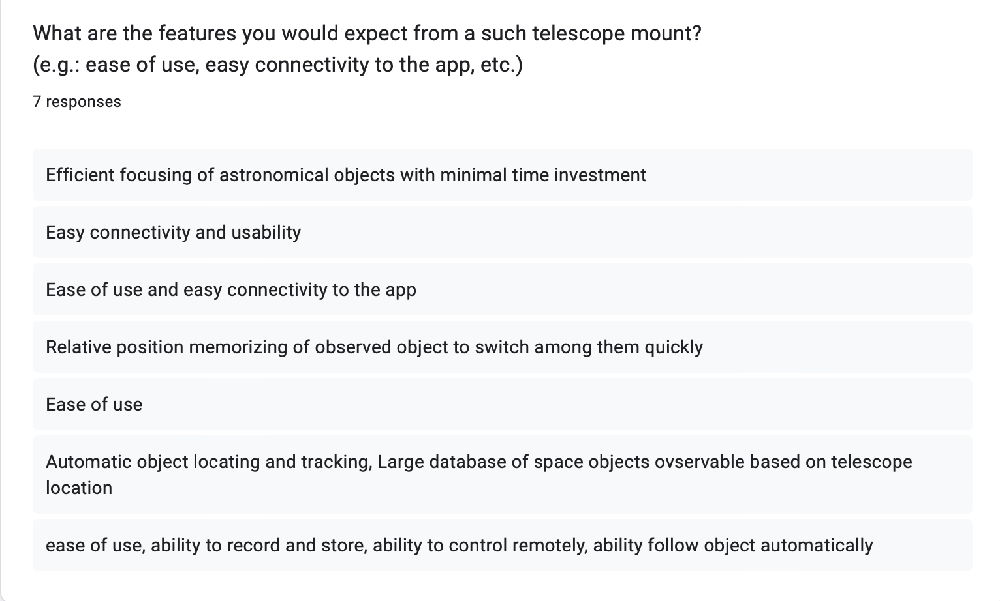 What are the features you would expect from a such telescope mount?
(e.g.: ease of use, easy connectivity to the app, etc.)
7 responses
Efficient focusing of astronomical objects with minimal time investment
Easy connectivity and usability
Ease of use and easy connectivity to the app
Relative position memorizing of observed object to switch among them quickly
Ease of use
Automatic object locating and tracking, Large database of space objects ovservable based on telescope
location
ease of use, ability to record and store, ability to control remotely, ability follow object automatically